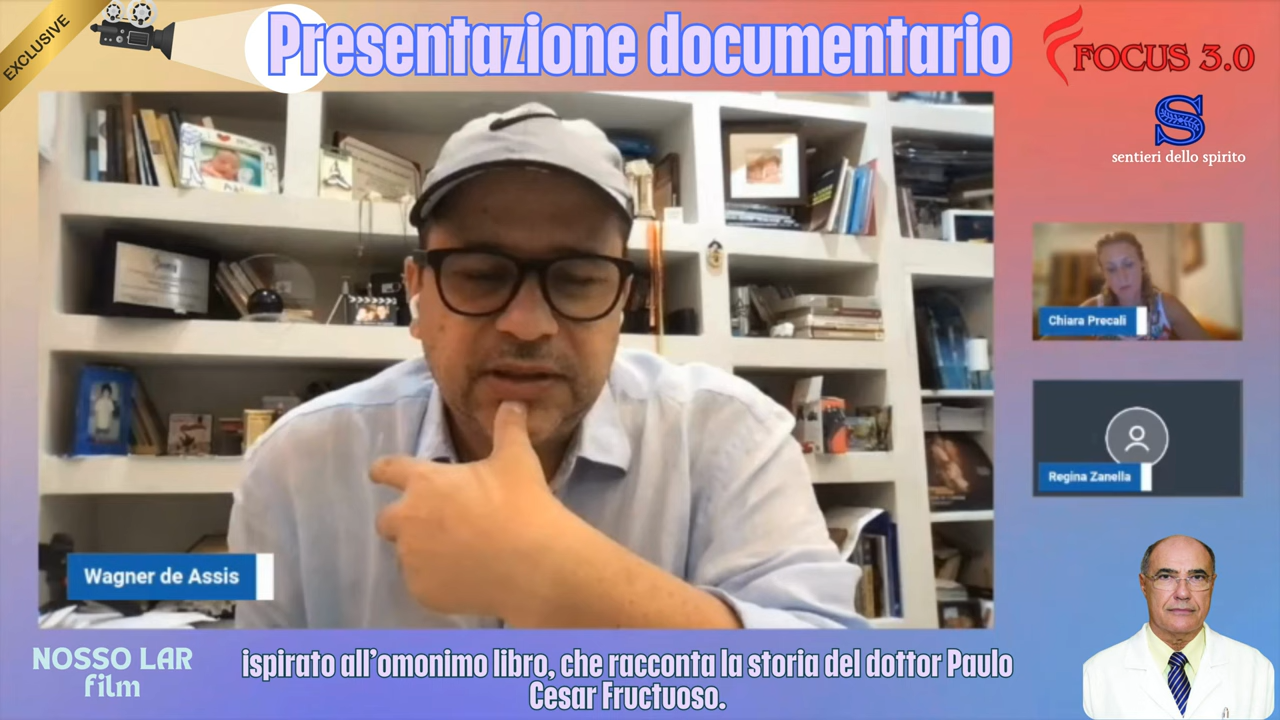 EXCLUSIVE
Presentazione documentario
FOCUS 3.0
S
sentieri dello spirito
Chiara Precali
Regina Zanella
Wagner de Assis
NOSSO LAR
film
ispirato all'omonimo libro, che racconta la storia del dottor Paulo
Cesar Fructuoso.